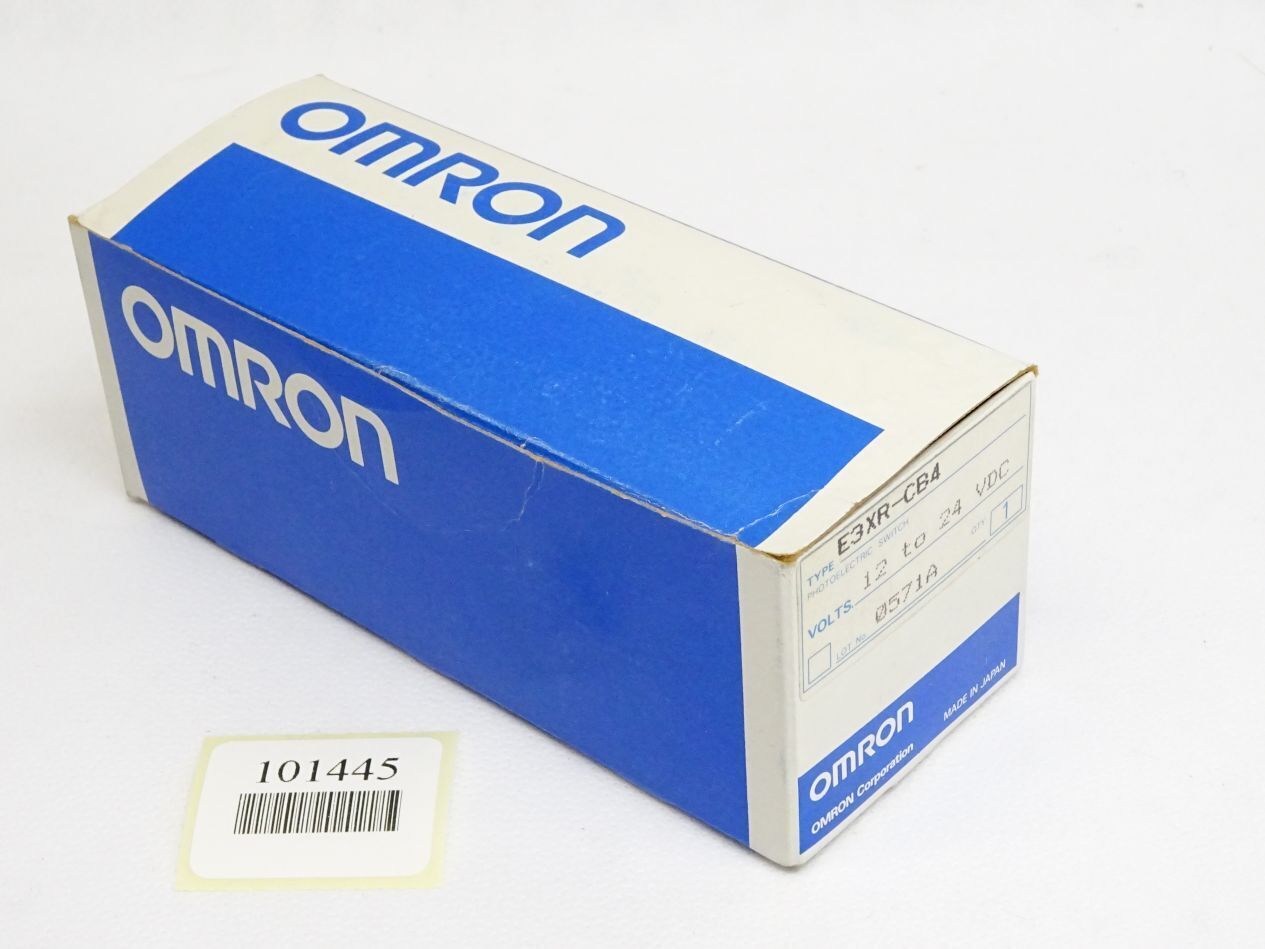 OMRON
OMRON
TYPE E3XR-CB4
PHOTOELECTRIC SWITCH
VOLTS. 12 to 24 VDC
LOT No. 0571A
QTY 1
OMRON
MADE IN JAPAN
OMRON Corporation
101445